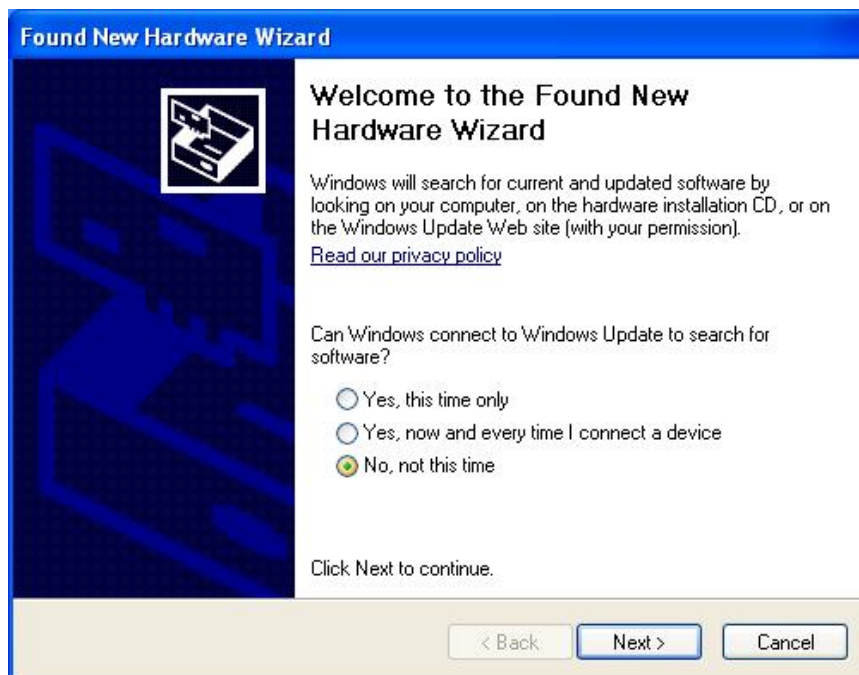 Found New Hardware Wizard
Welcome to the Found New
Hardware Wizard
Windows will search for current and updated software by
looking on your computer, on the hardware installation CD, or on
the Windows Update Web site (with your permission).
Read our privacy policy
Can Windows connect to Windows Update to search for
software?
Yes, this time only
Yes, now and every time I connect a device
No, not this time
Click Next to continue.
< Back Next > Cancel